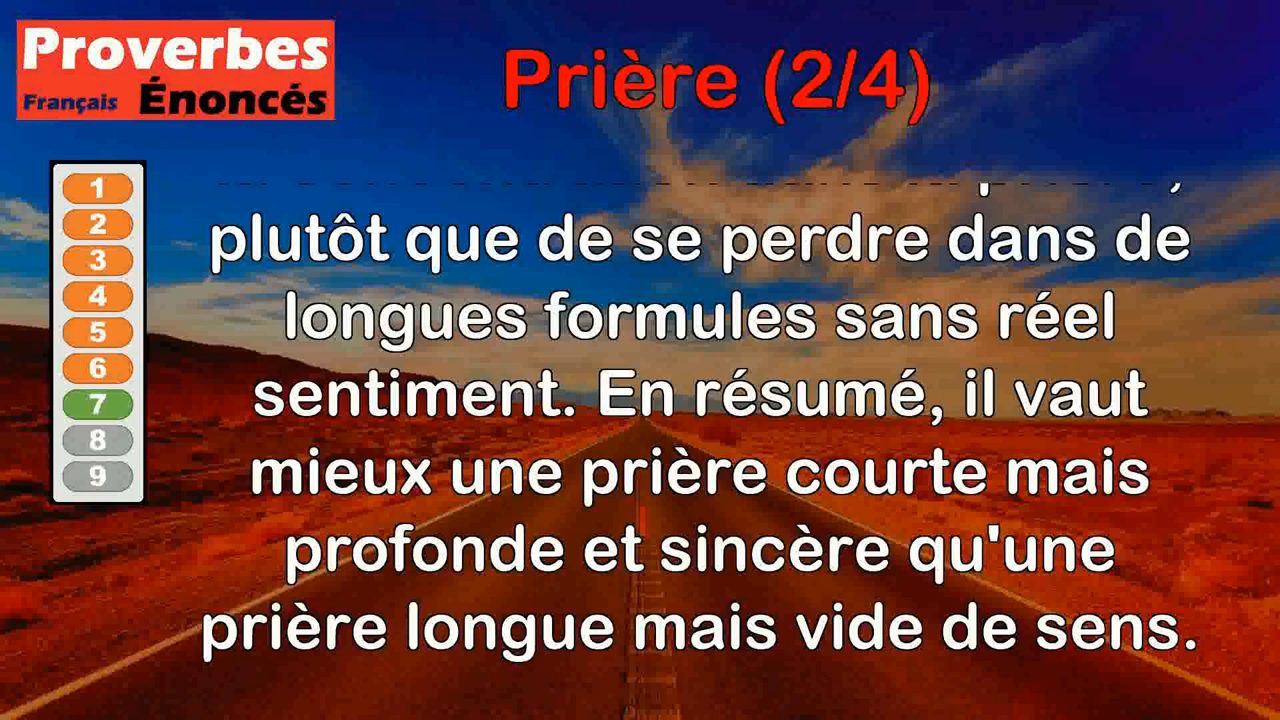 Proverbes
Français Énoncés
Prière (2/4)
1
2
3
4
5
6
7
8
9
plutôt que de se perdre dans de
longues formules sans réel
sentiment. En résumé, il vaut
mieux une prière courte mais
profonde et sincère qu'une
prière longue mais vide de sens.